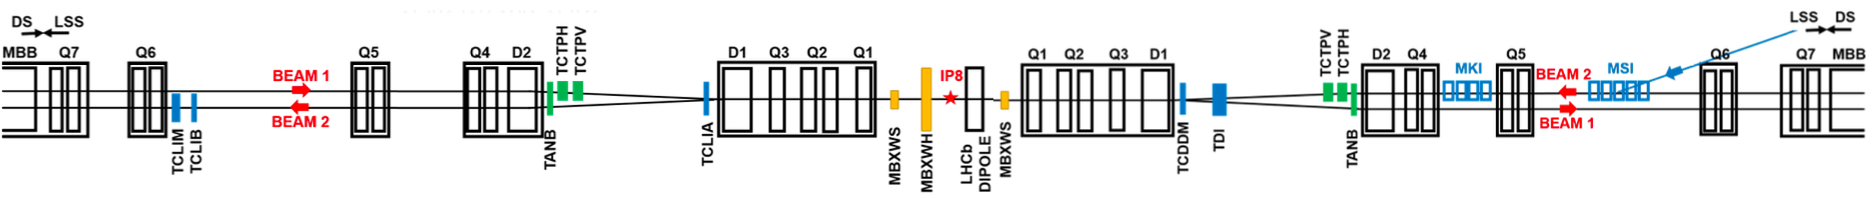 DS LSS
MBB Q7 Q6 Q5 Q4 D2 TCTPH TCTPV D1 Q3 Q2 Q1 Q1 Q2 Q3 D1 TCTPV TCTPH D2 Q4 Q5 Q6 Q7 MBB
LSS DS
BEAM 1
BEAM 2
IP8
MKI
BEAM 2
BEAM 1
MSI
TCLIM
TCLIB
TANB
TCLIA
MBXWS
MBXWH
LHCb
DIPOLE
MBXWS
TCDDM
TDI
TANB